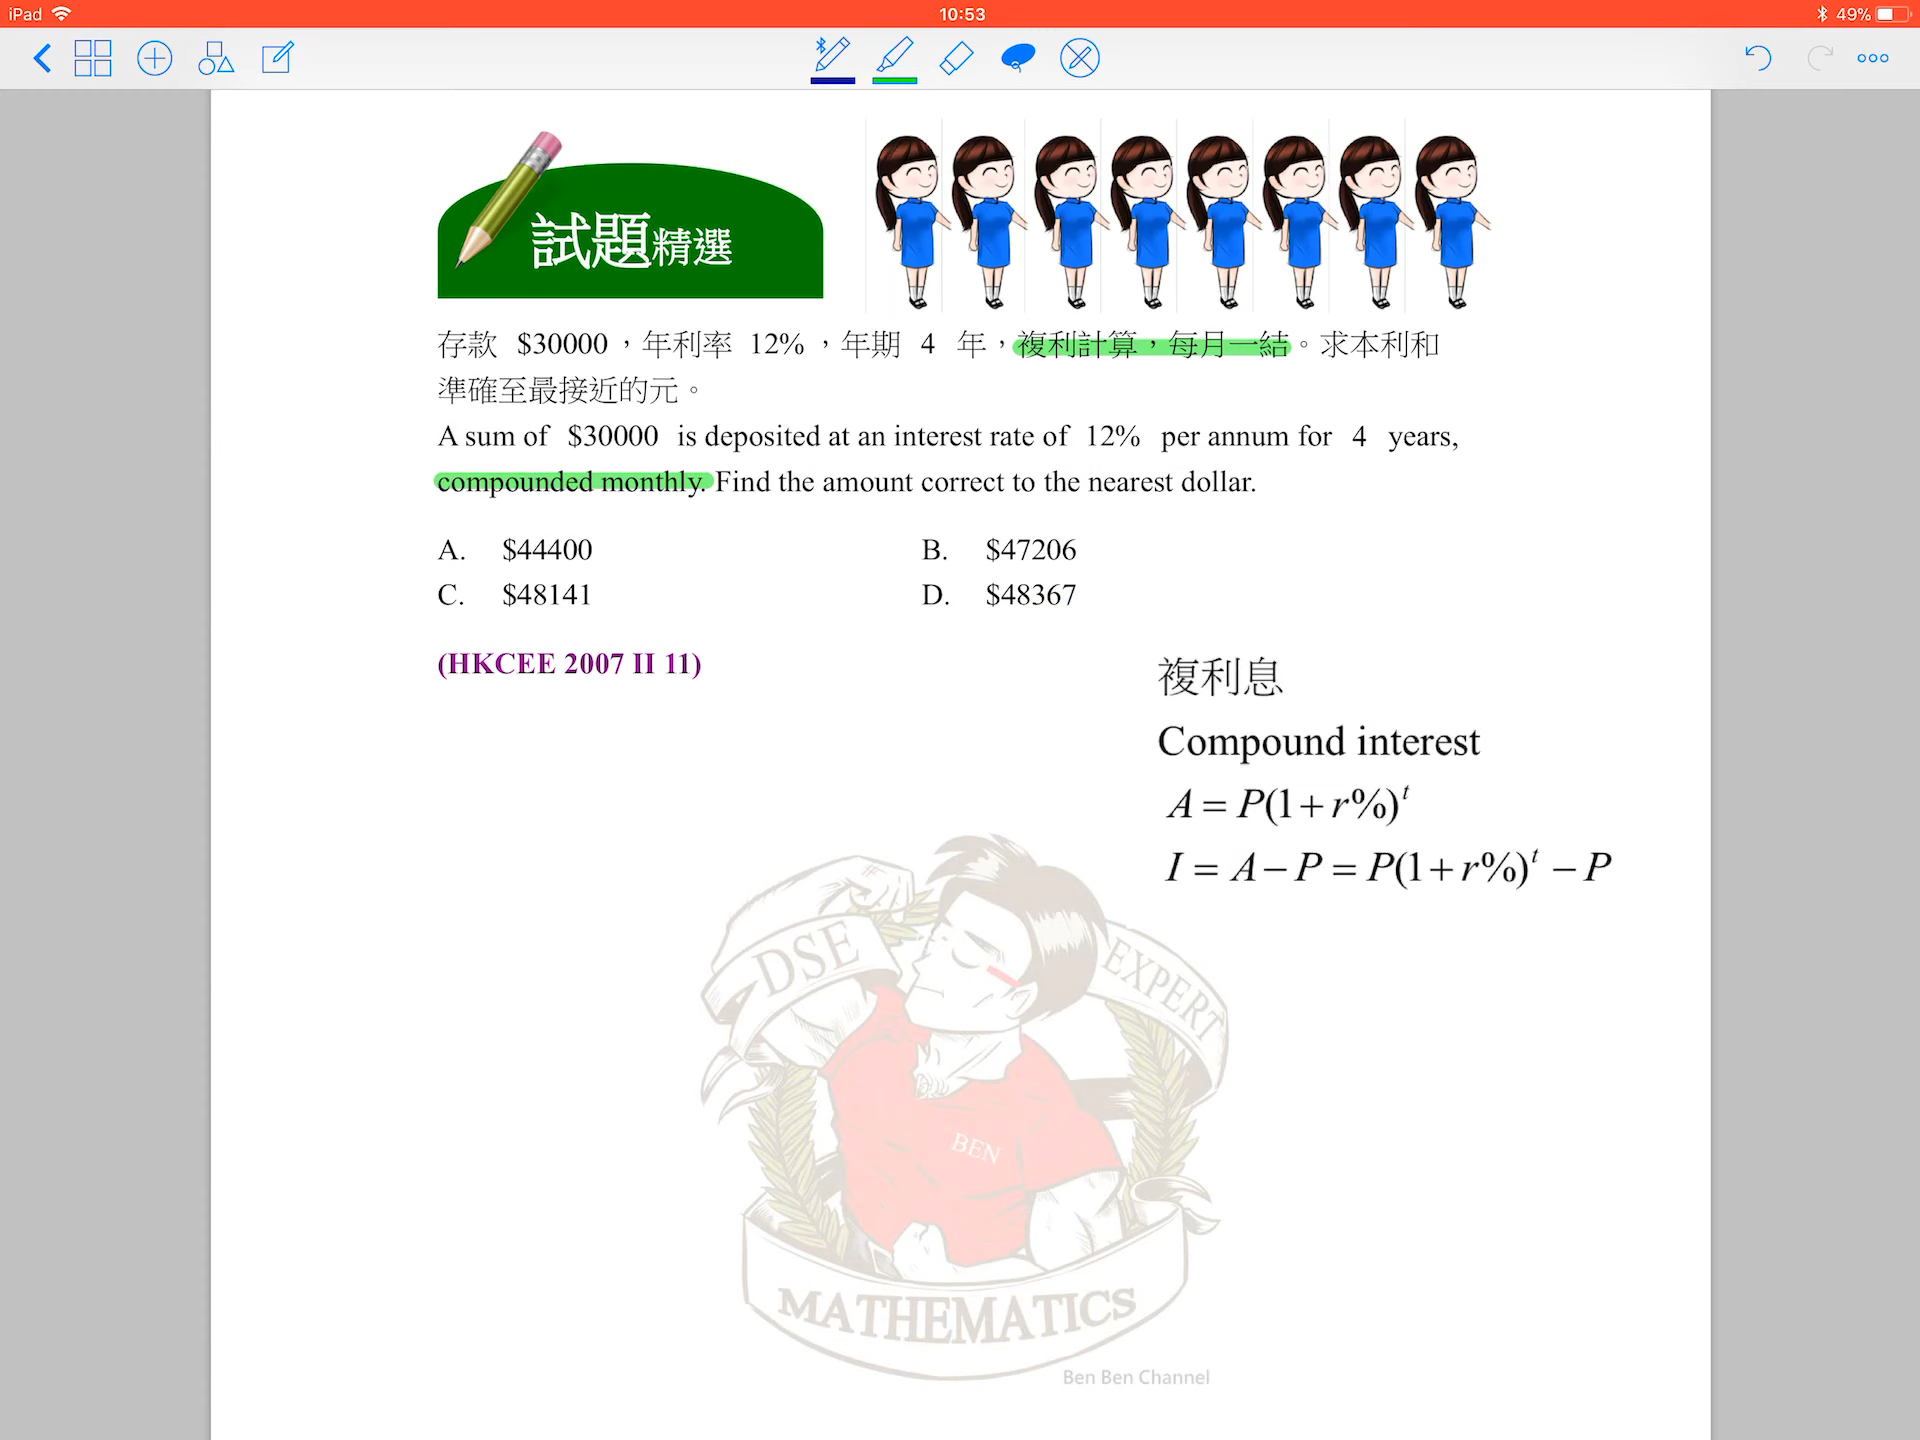 iPad
10:53
49%
試題精選
存款 $30000，年利率 12%，年期 4 年，複利計算，每月一結。求本利和
準確至最接近的元。
A sum of $30000 is deposited at an interest rate of 12% per annum for 4 years,
compounded monthly. Find the amount correct to the nearest dollar.
A. $44400 B. $47206
C. $48141 D. $48367
(HKCEE 2007 II 11)
複利息
Compound interest
A = P(1+r%)^t
I = A−P = P(1+r%)^t −P
DSE
EXPERT
BEN
MATHEMATICS
Ben Ben Channel